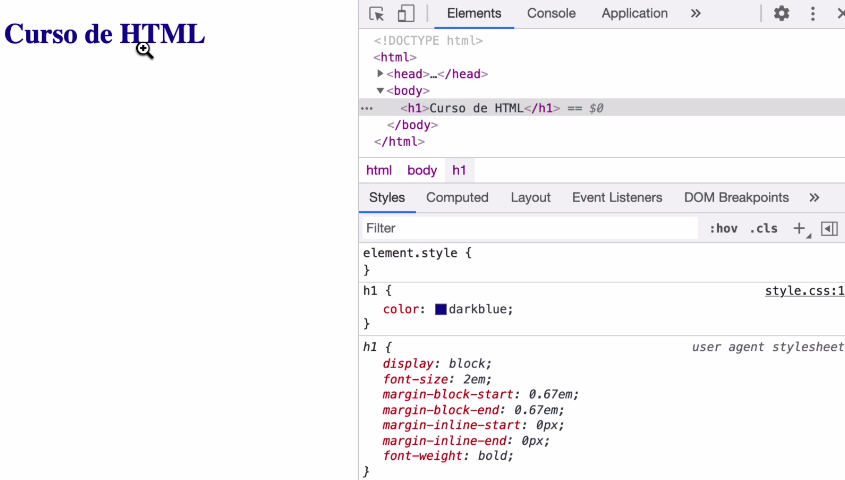 Curso de HTML
Elements Console Application »
<!DOCTYPE html>
<html>
<head>…</head>
<body>
<h1>Curso de HTML</h1> == $0
</body>
</html>
html body h1
Styles Computed Layout Event Listeners DOM Breakpoints »
Filter :hov .cls +
element.style {
}
h1 { style.css:1
color: darkblue;
}
h1 { user agent stylesheet
display: block;
font-size: 2em;
margin-block-start: 0.67em;
margin-block-end: 0.67em;
margin-inline-start: 0px;
margin-inline-end: 0px;
font-weight: bold;
}